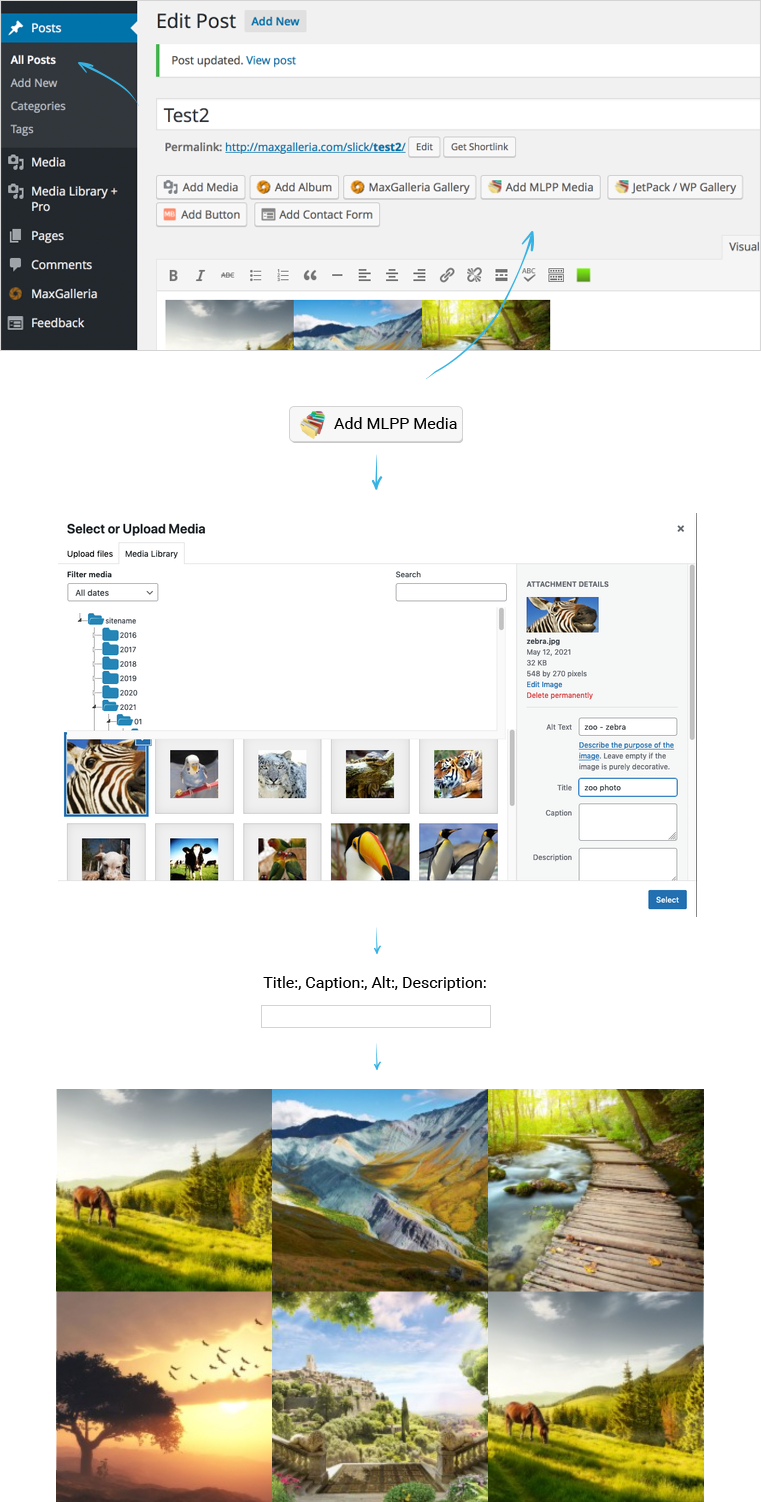 Posts
All Posts
Add New
Categories
Tags
Media
Media Library +
Pro
Pages
Comments
MaxGalleria
Feedback
Edit Post Add New
Post updated. View post
Test2
Permalink: http://maxgalleria.com/slick/test2/ Edit Get Shortlink
Add Media Add Album MaxGalleria Gallery Add MLPP Media JetPack / WP Gallery
Add Button Add Contact Form
Visual
B I ABC ABC
Add MLPP Media
Select or Upload Media
Upload files Media Library
Filter media
All dates
Search
sitename
2016
2017
2018
2019
2020
2021
01
ATTACHMENT DETAILS
zebra.jpg
May 12, 2021
32 KB
548 by 270 pixels
Edit Image
Delete permanently
Alt Text zoo - zebra
Describe the purpose of the
image. Leave empty if the
image is purely decorative.
Title zoo photo
Caption
Description
Select
Title:, Caption:, Alt:, Description: